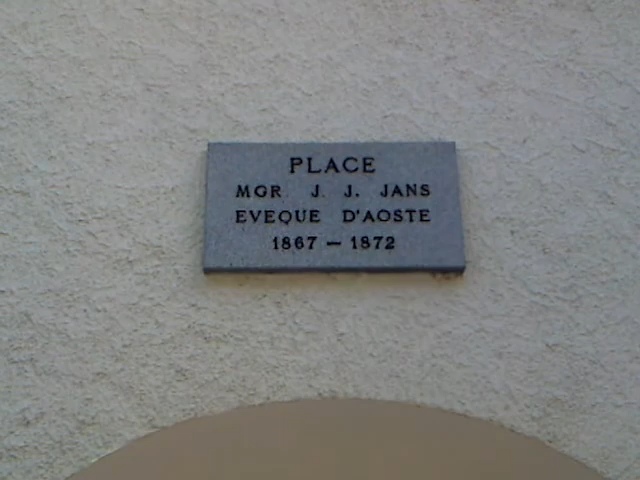 PLACE
MGR J. J. JANS
EVEQUE D'AOSTE
1867 — 1872